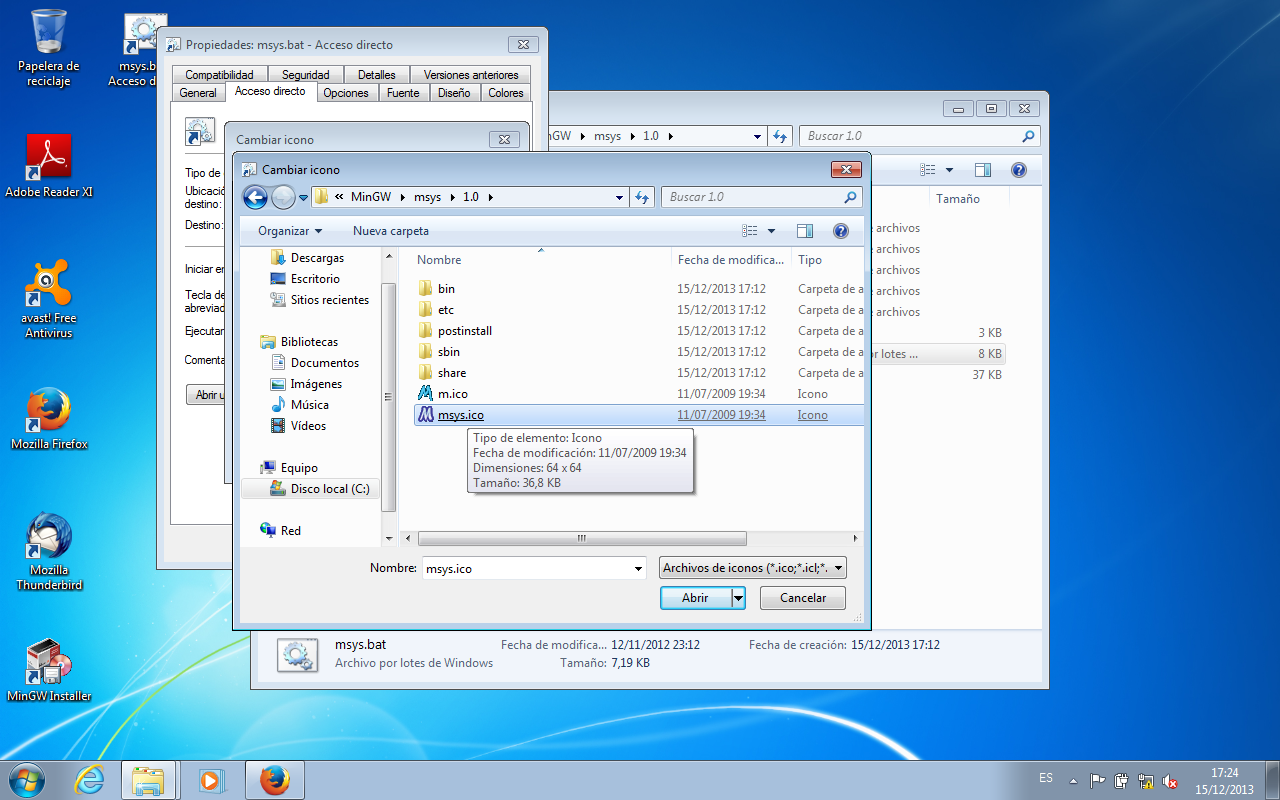 Papelera de
reciclaje
msys.b
Acceso d
Adobe Reader XI
avast! Free
Antivirus
Mozilla Firefox
Mozilla
Thunderbird
MinGW Installer
Propiedades: msys.bat - Acceso directo
Compatibilidad Seguridad Detalles Versiones anteriores
General Acceso directo Opciones Fuente Diseño Colores
Tipo de
Ubicació
destino:
Destino:
Iniciar en
Tecla de
abreviad
Ejecutar
Comenta
Abrir u
Cambiar icono
nGW msys 1.0 Buscar 1.0
Tamaño
e archivos
e archivos
e archivos
e archivos
e archivos
3 KB
or lotes ... 8 KB
37 KB
Cambiar icono
« MinGW msys 1.0 Buscar 1.0
Organizar Nueva carpeta
Descargas
Escritorio
Sitios recientes
Bibliotecas
Documentos
Imágenes
Música
Vídeos
Equipo
Disco local (C:)
Red
Nombre Fecha de modifica... Tipo
bin 15/12/2013 17:12 Carpeta de a
etc 15/12/2013 17:12 Carpeta de a
postinstall 15/12/2013 17:12 Carpeta de a
sbin 15/12/2013 17:12 Carpeta de a
share 15/12/2013 17:12 Carpeta de a
m.ico 11/07/2009 19:34 Icono
msys.ico 11/07/2009 19:34 Icono
Tipo de elemento: Icono
Fecha de modificación: 11/07/2009 19:34
Dimensiones: 64 x 64
Tamaño: 36,8 KB
Nombre: msys.ico Archivos de iconos (*.ico;*.icl;*.
Abrir Cancelar
msys.bat Fecha de modifica... 12/11/2012 23:12 Fecha de creación: 15/12/2013 17:12
Archivo por lotes de Windows Tamaño: 7,19 KB
ES
17:24
15/12/2013